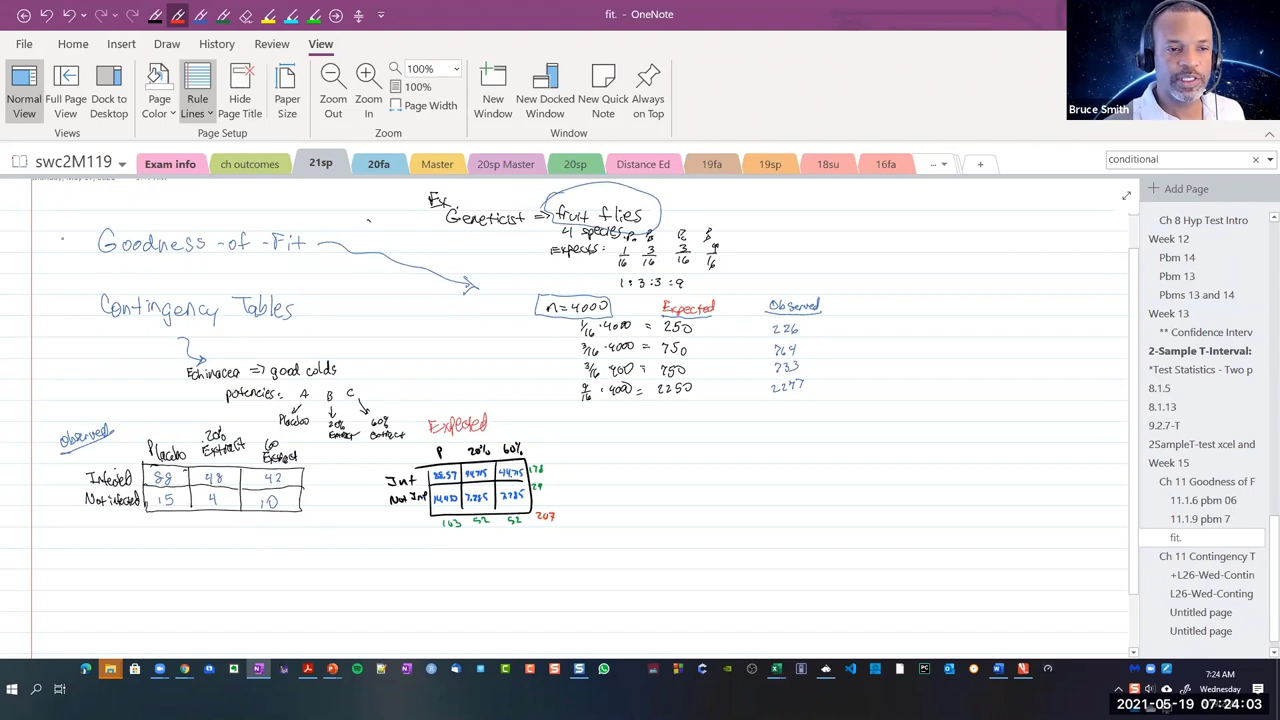 fit. - OneNote
Bruce Smith
File Home Insert Draw History Review View
Normal View
Full Page View
Dock to Desktop
Views
Page Color
Rule Lines
Hide Page Title
Paper Size
Page Setup
Zoom Out
Zoom In
100%
100%
Page Width
Zoom
New Window
New Docked Window
New Quick Note
Always on Top
Window
swc2M119
Exam info ch outcomes 21sp 20fa Master 20sp Master 20sp Distance Ed 19fa 19sp 18su 16fa
conditional
Add Page
Ch 8 Hyp Test Intro
Week 12
Pbm 14
Pbm 13
Pbms 13 and 14
Week 13
** Confidence Interv
2-Sample T-Interval:
*Test Statistics - Two p
8.1.5
8.1.13
9.2.7-T
2SampleT-test xcel and
Week 15
Ch 11 Goodness of F
11.1.6 pbm 06
11.1.9 pbm 7
fit.
Ch 11 Contingency T
+L26-Wed-Contin
L26-Wed-Conting
Untitled page
Untitled page
Ex.
Geneticist => fruit flies
4 species
Expects: 1/16 3/16 3/16 9/16
1:3:3:9
n=4000 Expected Observed
1/16 · 4000 = 250 226
3/16 · 4000 = 750 764
3/16 · 400 = 750 733
9/16 · 4000 = 2250 2277
Goodness-of-Fit
Contingency Tables
Echinacea => good colds
potencies: A B C
Placebo 20% Extract 60% Extract
Observed
Placebo 20% Extract 60 Extract
Infected 88 48 42
Not infected 15 4 10
Expected
P 20% 60%
Inf 88.57 44.715 44.715 178
Not Inf 7.285 7.285 29
103 52 52 207
7:24 AM
Wednesday
2021-05-19 07:24:03